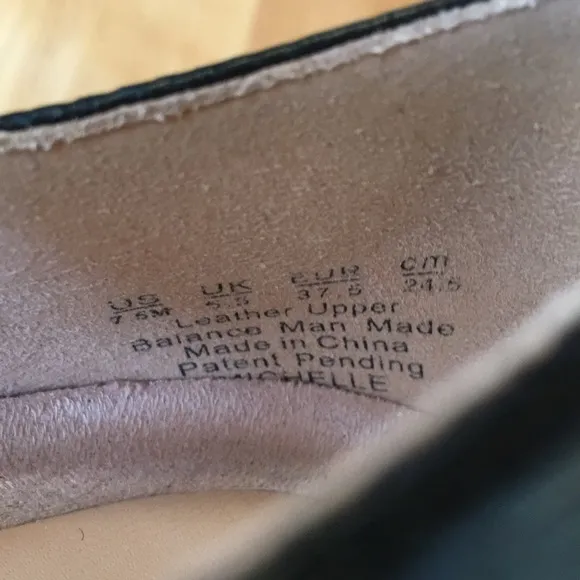 US UK EUR cm
7.5M 5.5 37.5 24.5
Leather Upper
Balance Man Made
Made in China
Patent Pending
MICHELLE